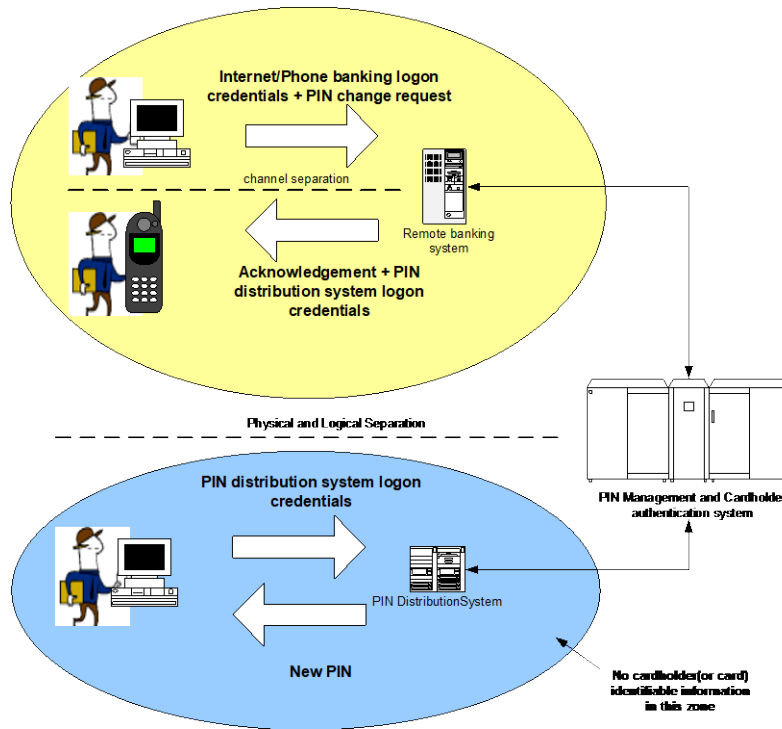 Internet/Phone banking logon
credentials + PIN change request
channel separation
Remote banking
system
Acknowledgement + PIN
distribution system logon
credentials
Physical and Logical Separation
PIN Management and Cardholde
authentication system
PIN distribution system logon
credentials
PIN DistributionSystem
New PIN
No cardholder(or card)
identifiable information
in this zone